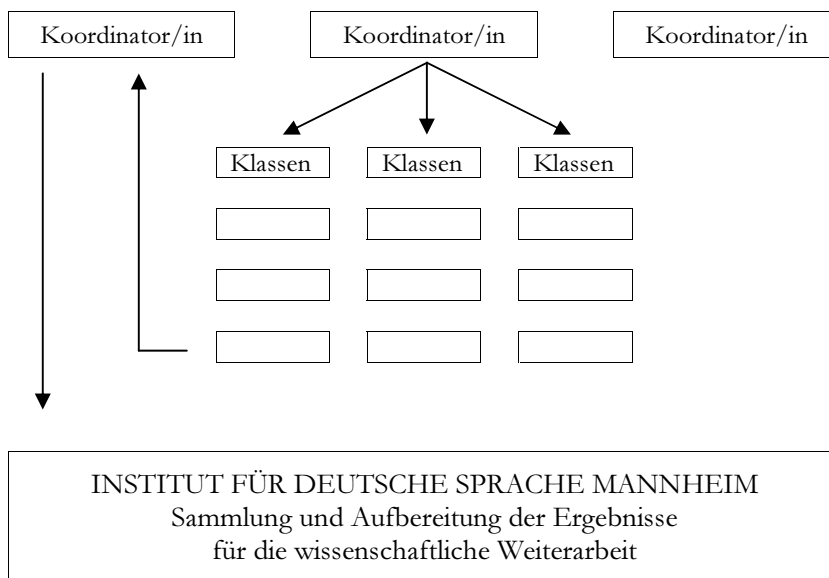 Koordinator/in Koordinator/in Koordinator/in
Klassen Klassen Klassen
INSTITUT FÜR DEUTSCHE SPRACHE MANNHEIM
Sammlung und Aufbereitung der Ergebnisse
für die wissenschaftliche Weiterarbeit